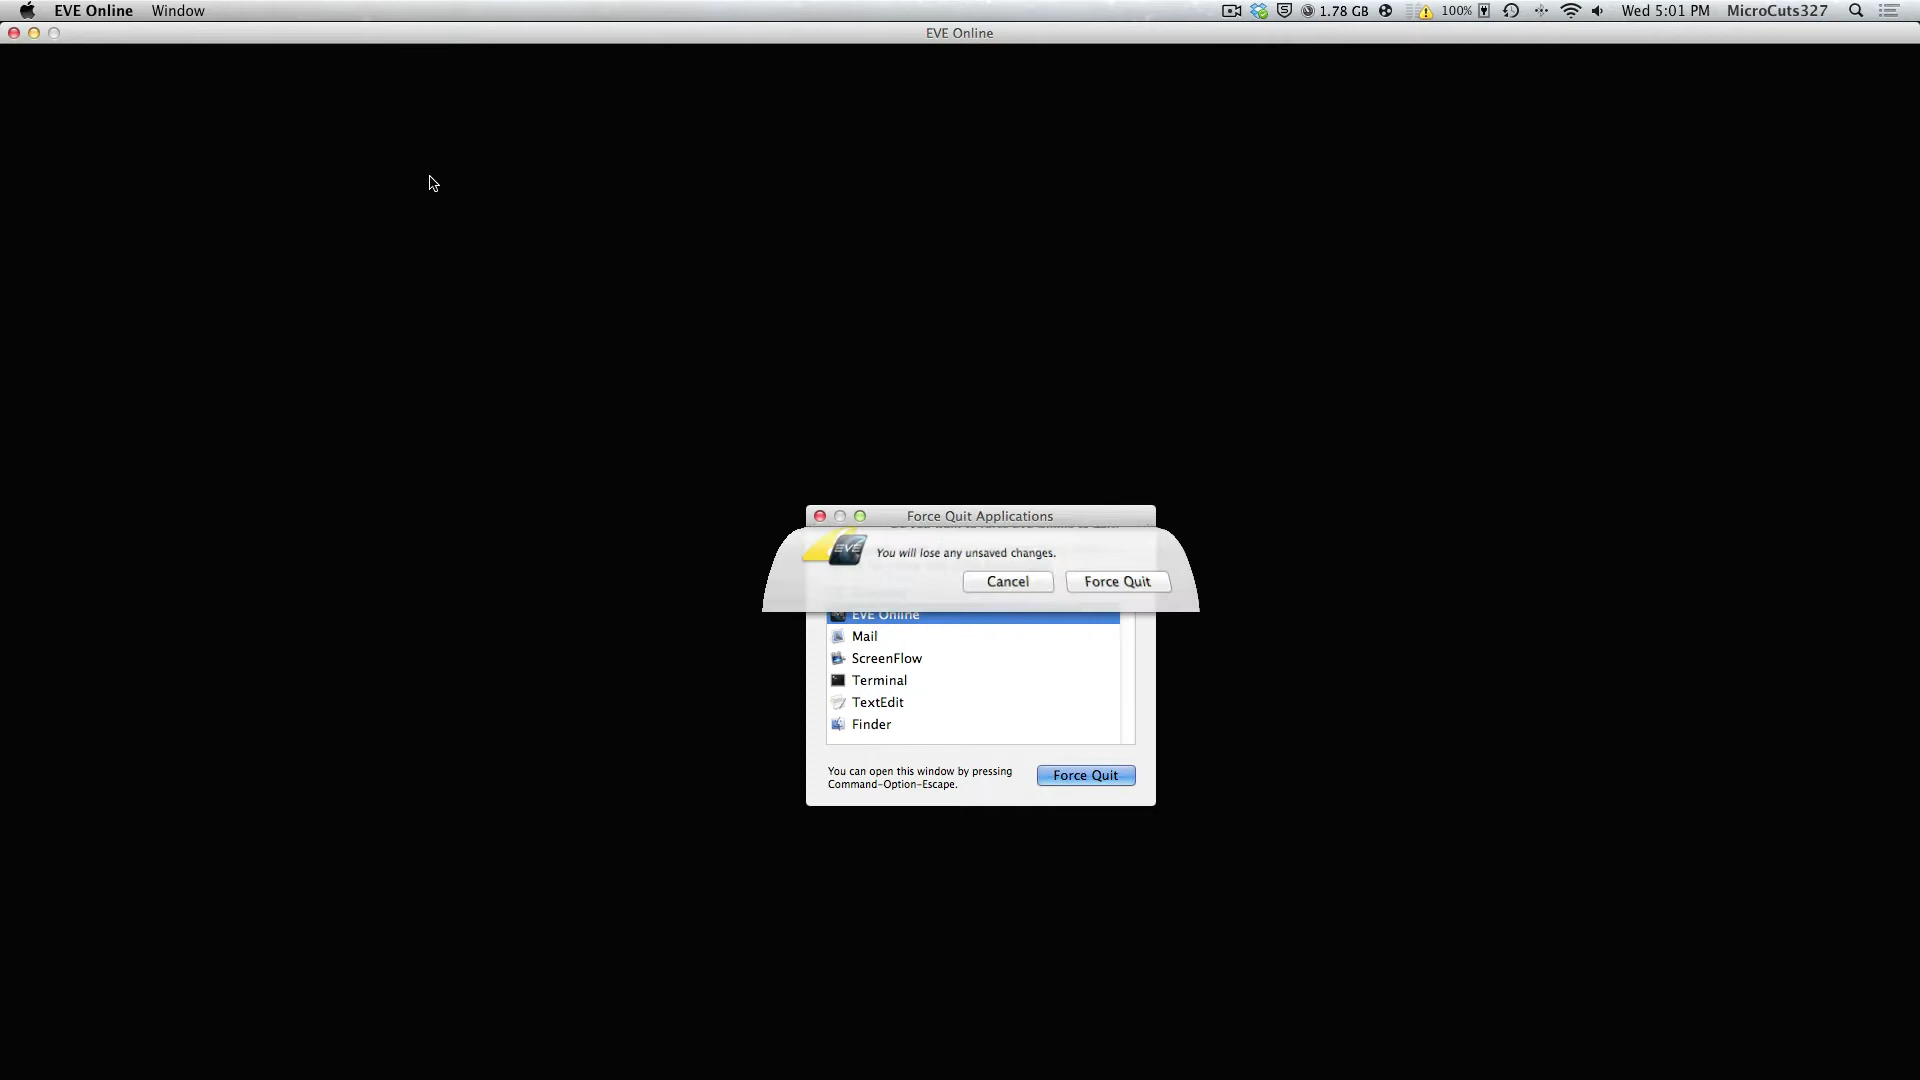 EVE Online Window 1.78 GB 100% Wed 5:01 PM MicroCuts327
EVE Online
Force Quit Applications
EVE
You will lose any unsaved changes.
Cancel Force Quit
EVE Online
Mail
ScreenFlow
Terminal
TextEdit
Finder
You can open this window by pressing
Command-Option-Escape.
Force Quit